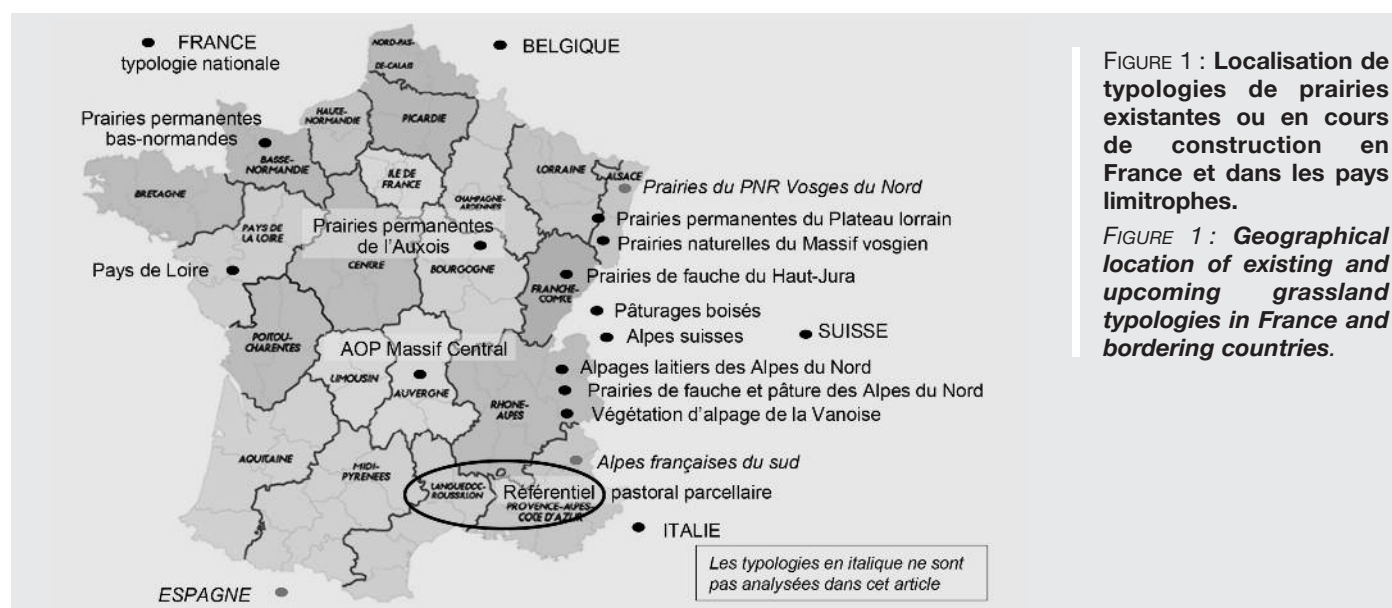 FRANCE
typologie nationale
BELGIQUE
NORD-PAS-
DE-CALAIS
Prairies permanentes
bas-normandes
HAUTE-
NORMANDIE
PICARDIE
BASSE-
NORMANDIE
ILE DE
FRANCE
LORRAINE
ALSACE
BRETAGNE
CHAMPAGNE-
ARDENNES
Prairies du PNR Vosges du Nord
PAYS DE
LA LOIRE
Prairies permanentes
de l'Auxois
Prairies permanentes du Plateau lorrain
Prairies naturelles du Massif vosgien
CENTRE
BOURGOGNE
Pays de Loire
FRANCHE-
COMTE
Prairies de fauche du Haut-Jura
Pâturages boisés
Alpes suisses
SUISSE
POITOU-
CHARENTES
AOP Massif Central
LIMOUSIN
AUVERGNE
Alpages laitiers des Alpes du Nord
Prairies de fauche et pâture des Alpes du Nord
Végétation d'alpage de la Vanoise
RHONE-
ALPES
AQUITAINE
MIDI-
PYRENEES
Alpes françaises du sud
LANGUEDOC-
ROUSSILLON
Référentiel pastoral parcellaire
PROVENCE-ALPES-
COTE D'AZUR
ITALIE
Les typologies en italique ne sont
pas analysées dans cet article
ESPAGNE
FIGURE 1 : Localisation de
typologies de prairies
existantes ou en cours
de construction en
France et dans les pays
limitrophes.
FIGURE 1 : Geographical
location of existing and
upcoming grassland
typologies in France and
bordering countries.